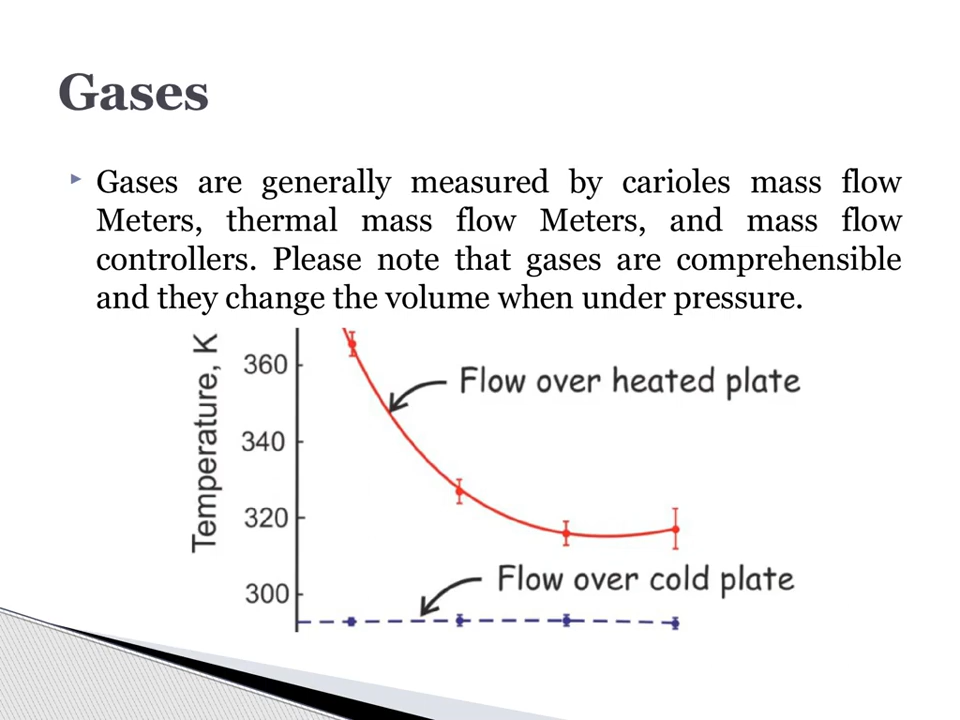 Gases
Gases are generally measured by carioles mass flow
Meters, thermal mass flow Meters, and mass flow
controllers. Please note that gases are comprehensible
and they change the volume when under pressure.
Temperature, K
360
340
320
300
Flow over heated plate
Flow over cold plate